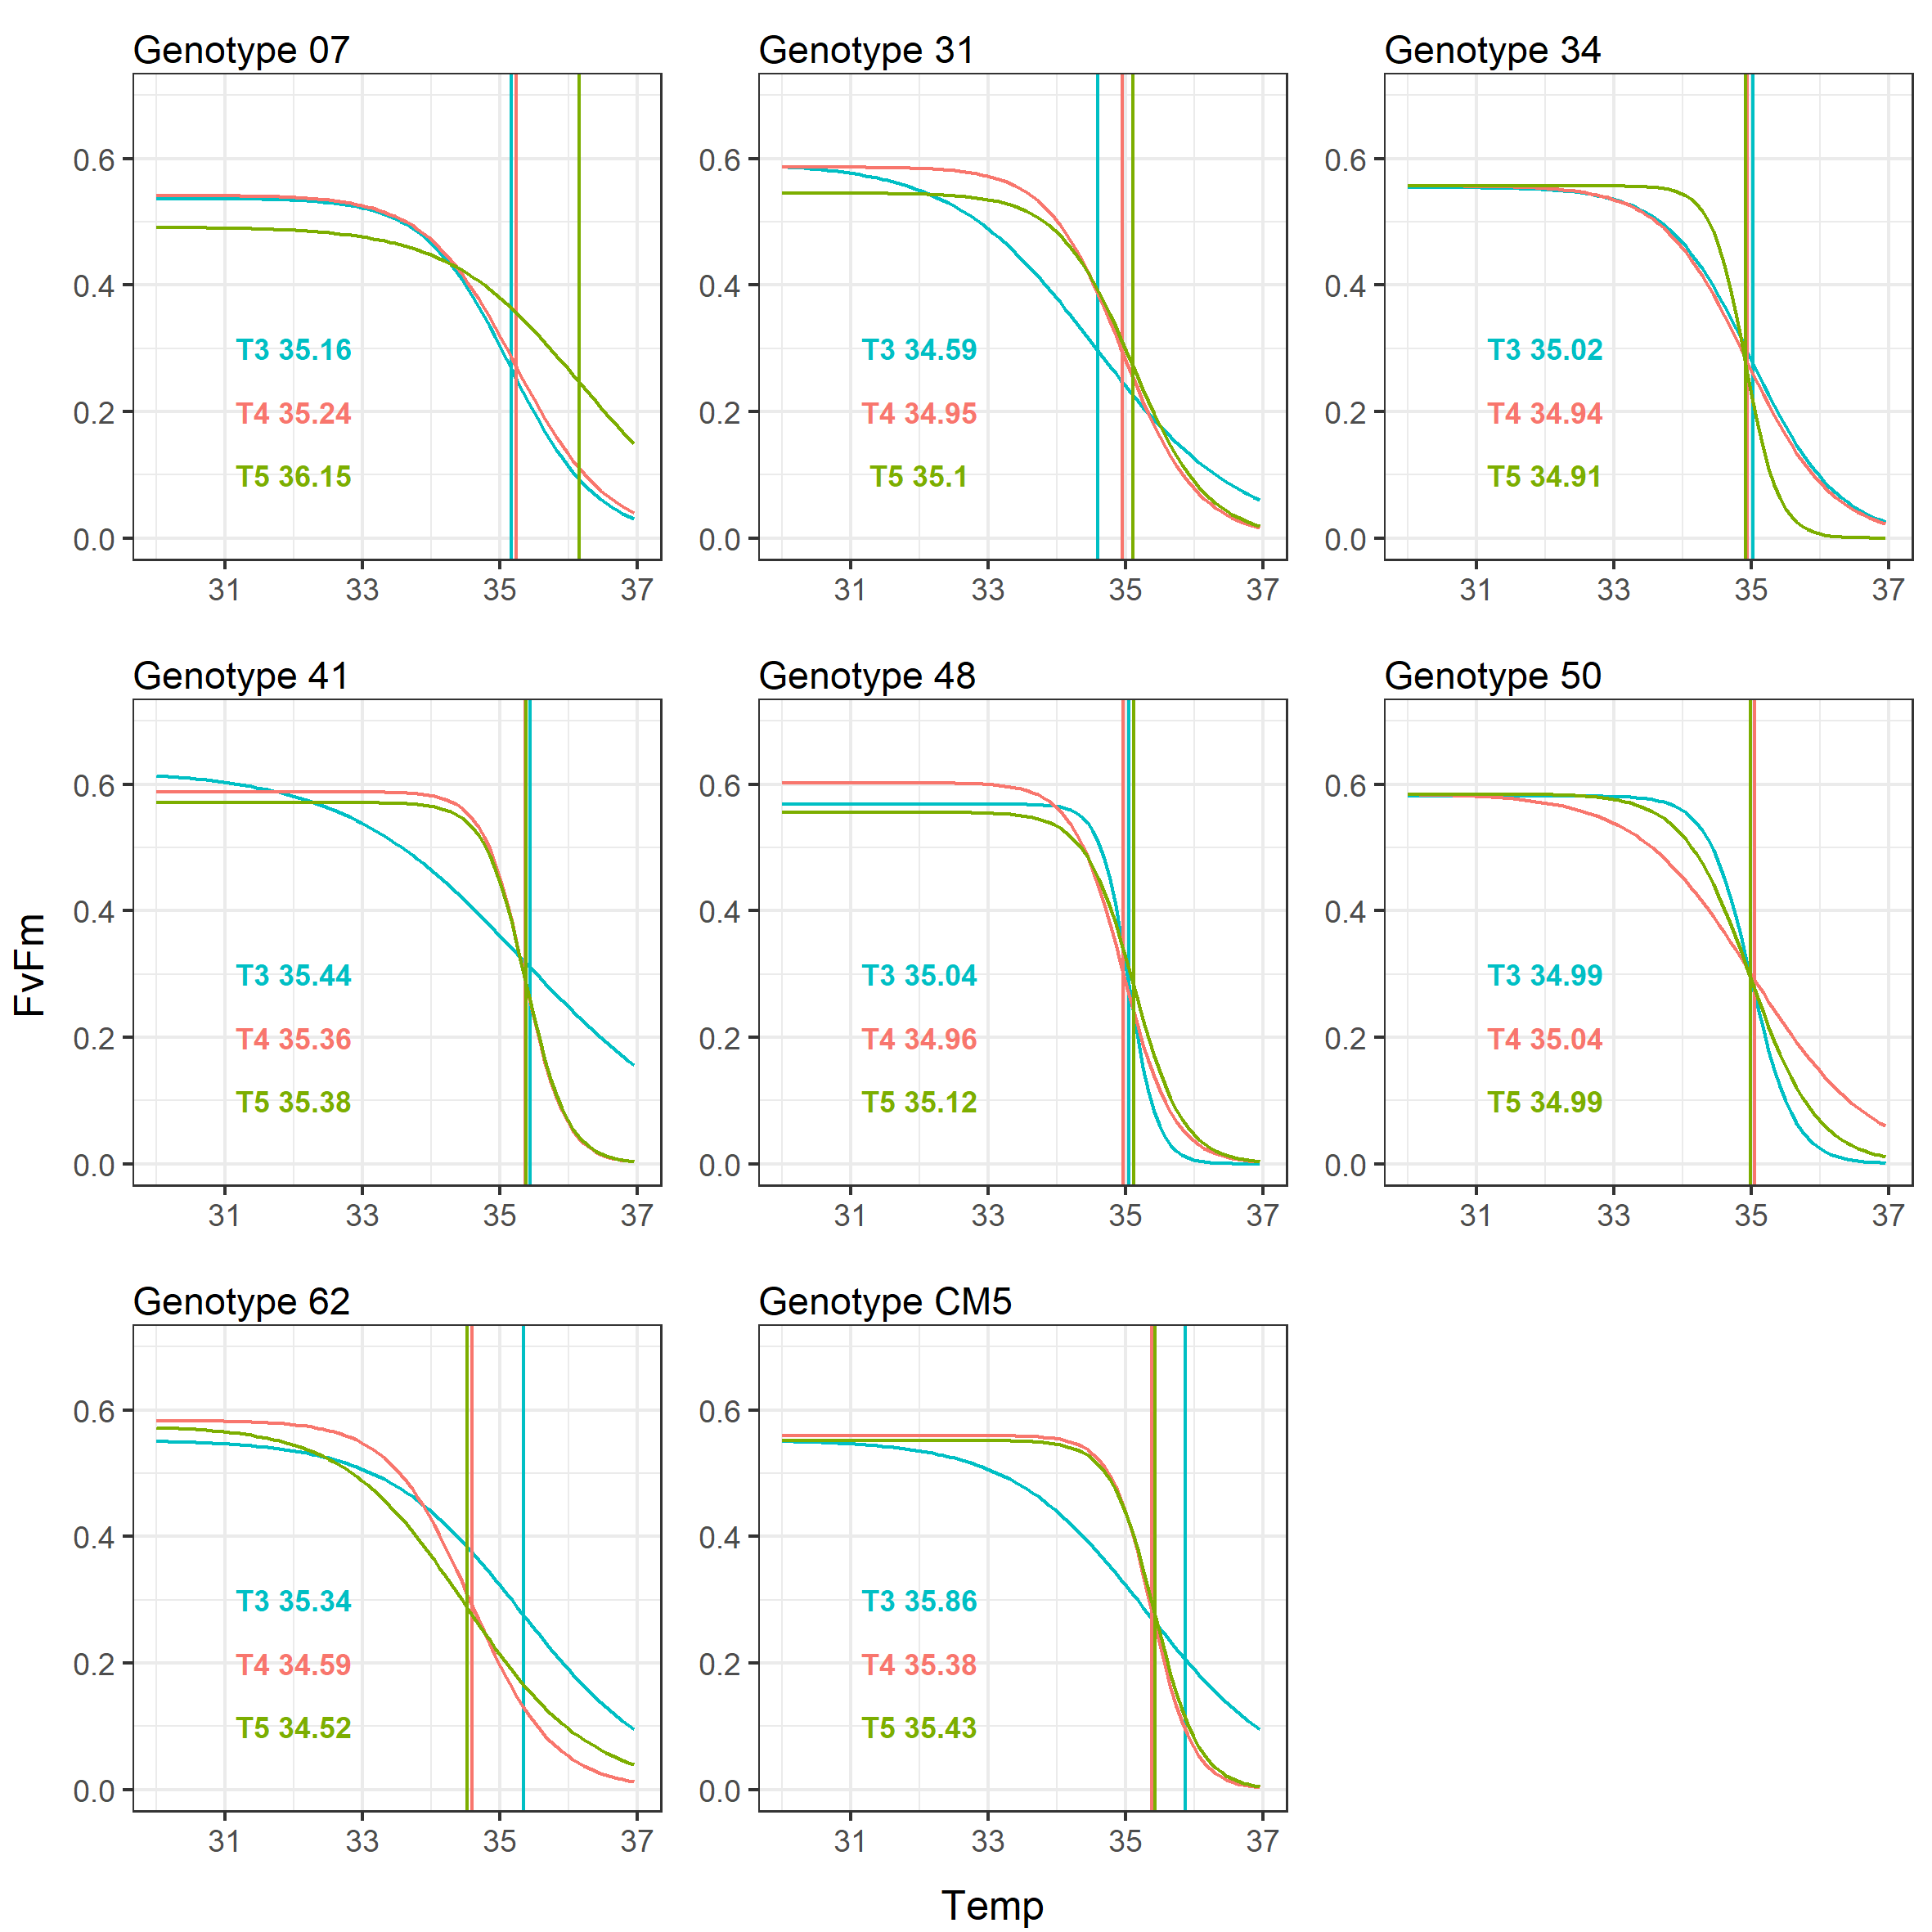 Genotype 07
Genotype 31
Genotype 34
0.6
0.4
0.2
0.0
T3 35.16
T4 35.24
T5 36.15
31 33 35 37
0.6
0.4
0.2
0.0
T3 34.59
T4 34.95
T5 35.1
31 33 35 37
0.6
0.4
0.2
0.0
T3 35.02
T4 34.94
T5 34.91
31 33 35 37
Genotype 41
Genotype 48
Genotype 50
FvFm
0.6
0.4
0.2
0.0
T3 35.44
T4 35.36
T5 35.38
31 33 35 37
0.6
0.4
0.2
0.0
T3 35.04
T4 34.96
T5 35.12
31 33 35 37
0.6
0.4
0.2
0.0
T3 34.99
T4 35.04
T5 34.99
31 33 35 37
Genotype 62
Genotype CM5
0.6
0.4
0.2
0.0
T3 35.34
T4 34.59
T5 34.52
31 33 35 37
0.6
0.4
0.2
0.0
T3 35.86
T4 35.38
T5 35.43
31 33 35 37
Temp